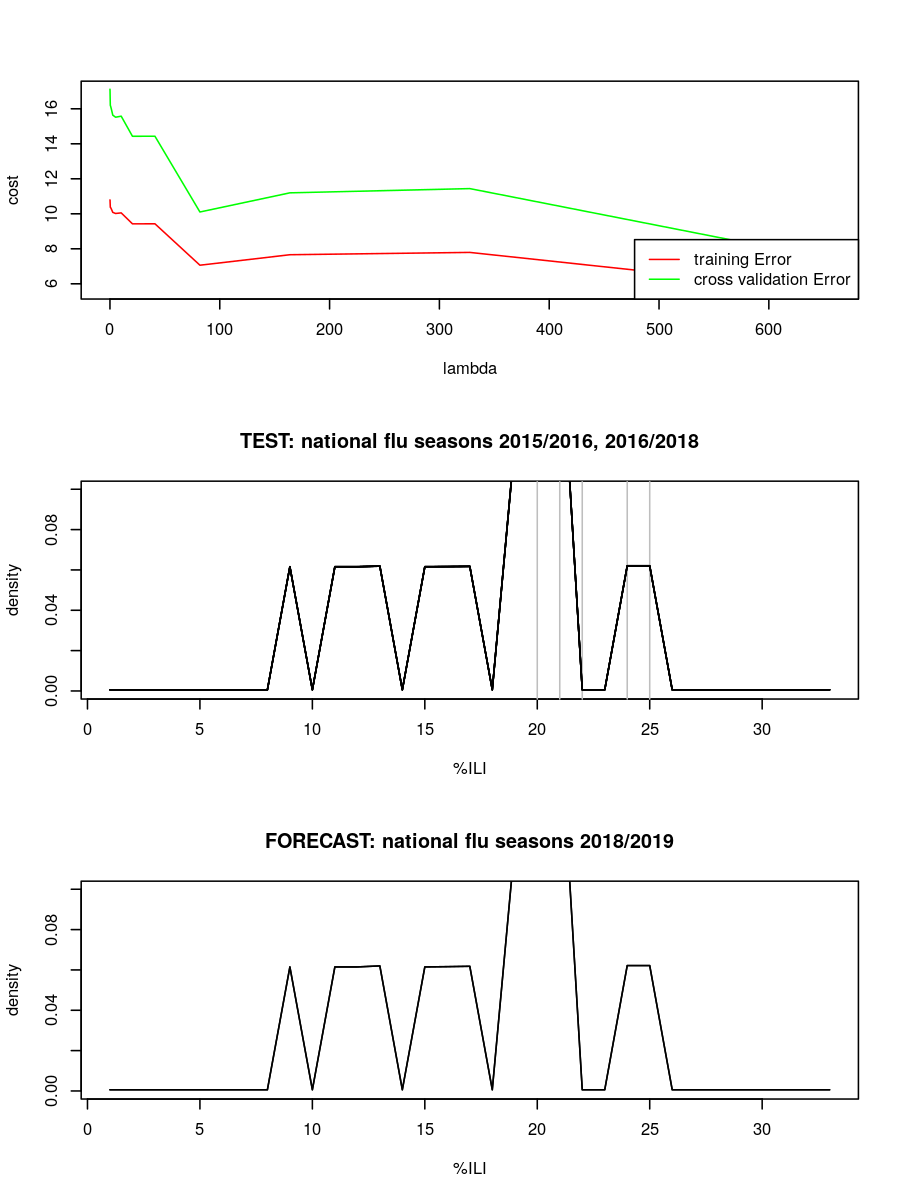 16
14
12
10
8
6
cost
0 100 200 300 400 500 600
lambda
training Error
cross validation Error
TEST: national flu seasons 2015/2016, 2016/2018
0.08
0.04
0.00
density
0 5 10 15 20 25 30
%ILI
FORECAST: national flu seasons 2018/2019
0.08
0.04
0.00
density
0 5 10 15 20 25 30
%ILI